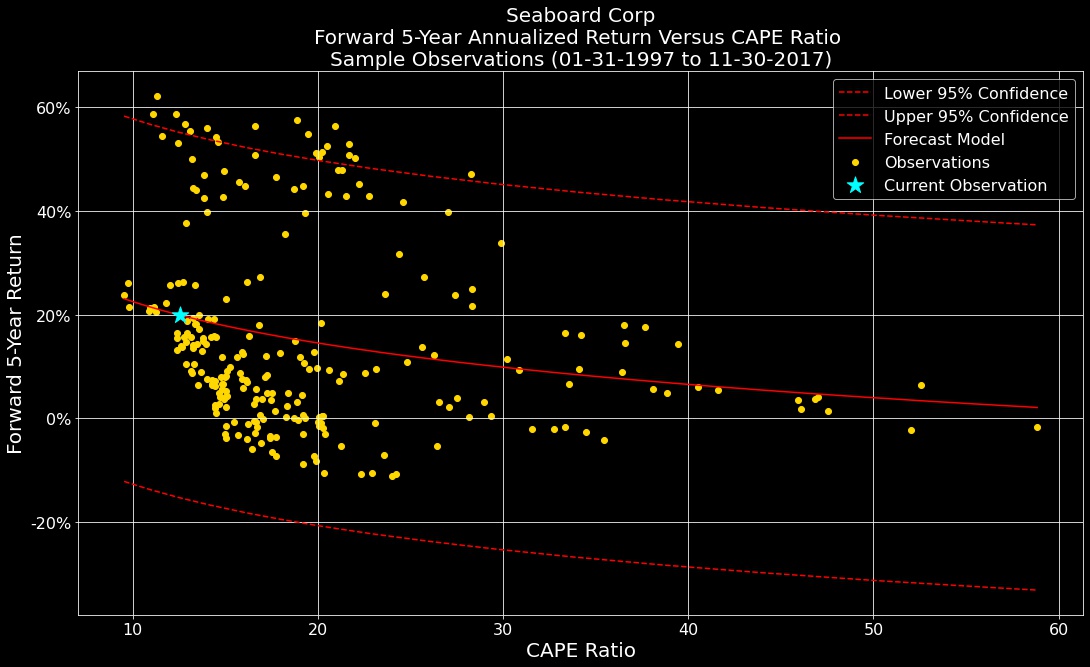 Seaboard Corp
Forward 5-Year Annualized Return Versus CAPE Ratio
Sample Observations (01-31-1997 to 11-30-2017)
Lower 95% Confidence
Upper 95% Confidence
Forecast Model
Observations
Current Observation
Forward 5-Year Return
60%
40%
20%
0%
-20%
10 20 30 40 50 60
CAPE Ratio